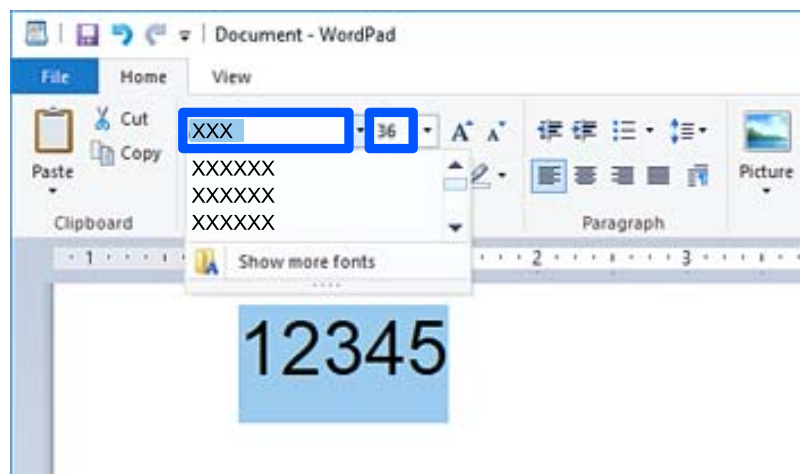 Document - WordPad
File Home View
Cut
XXX 36 A A
Copy
Paste
XXXXXX
XXXXXX
XXXXXX
Picture
Clipboard Paragraph
Show more fonts
1 2 3
12345